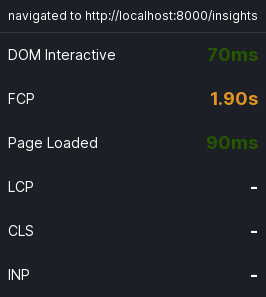 navigated to http://localhost:8000/insights
DOM Interactive 70ms
FCP 1.90s
Page Loaded 90ms
LCP -
CLS -
INP -